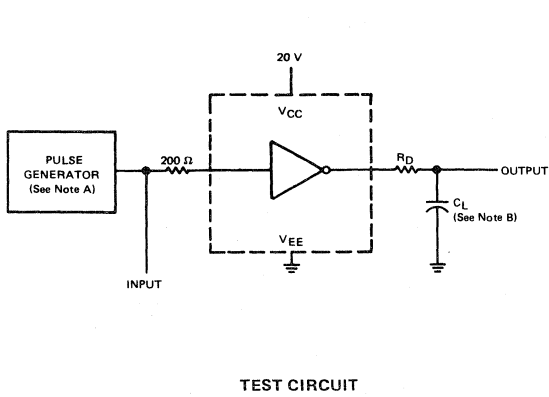 20 V
VCC
PULSE
GENERATOR
(See Note A)
200 Ω
RD
OUTPUT
CL
(See Note B)
VEE
INPUT
TEST CIRCUIT